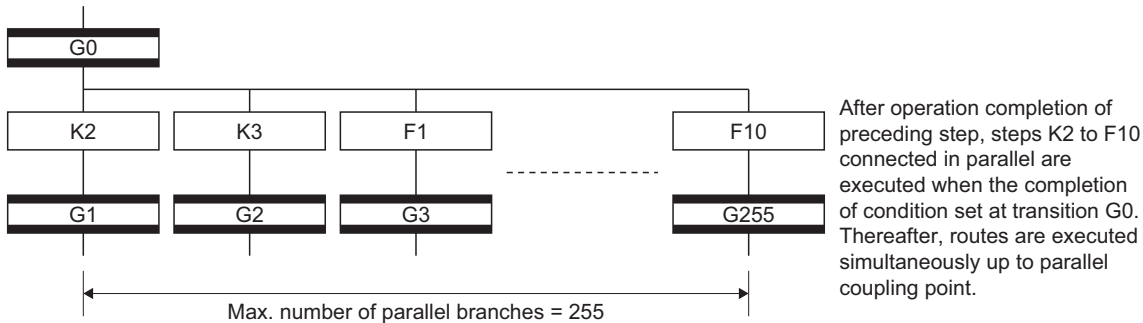 G0
K2
K3
F1
F10
G1
G2
G3
G255
Max. number of parallel branches = 255
After operation completion of
preceding step, steps K2 to F10
connected in parallel are
executed when the completion
of condition set at transition G0.
Thereafter, routes are executed
simultaneously up to parallel
coupling point.